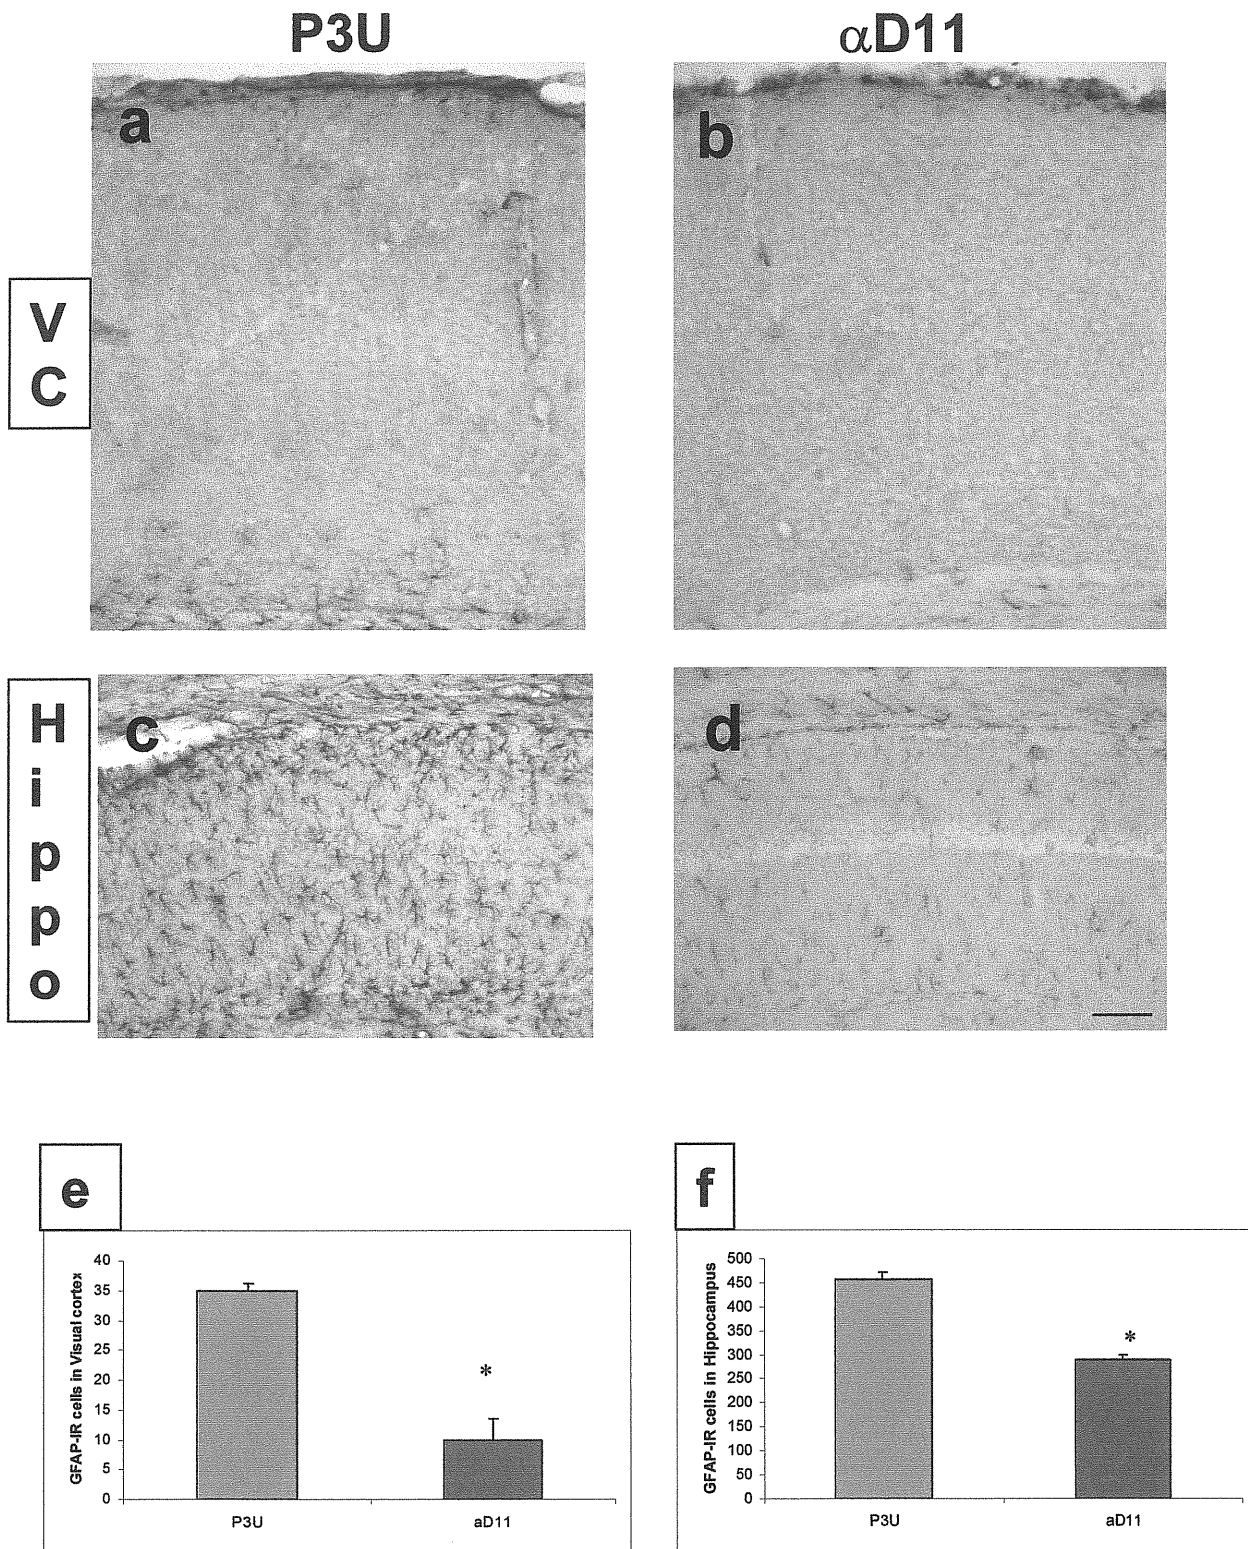 P3U
αD11
a
b
V
C
c
d
H
i
p
p
o
e
f
GFAP-IR cells in Visual cortex
40
35
30
25
20
15
10
5
0
*
P3U
aD11
GFAP-IR cells in Hippocampus
500
450
400
350
300
250
200
150
100
50
0
*
P3U
aD11